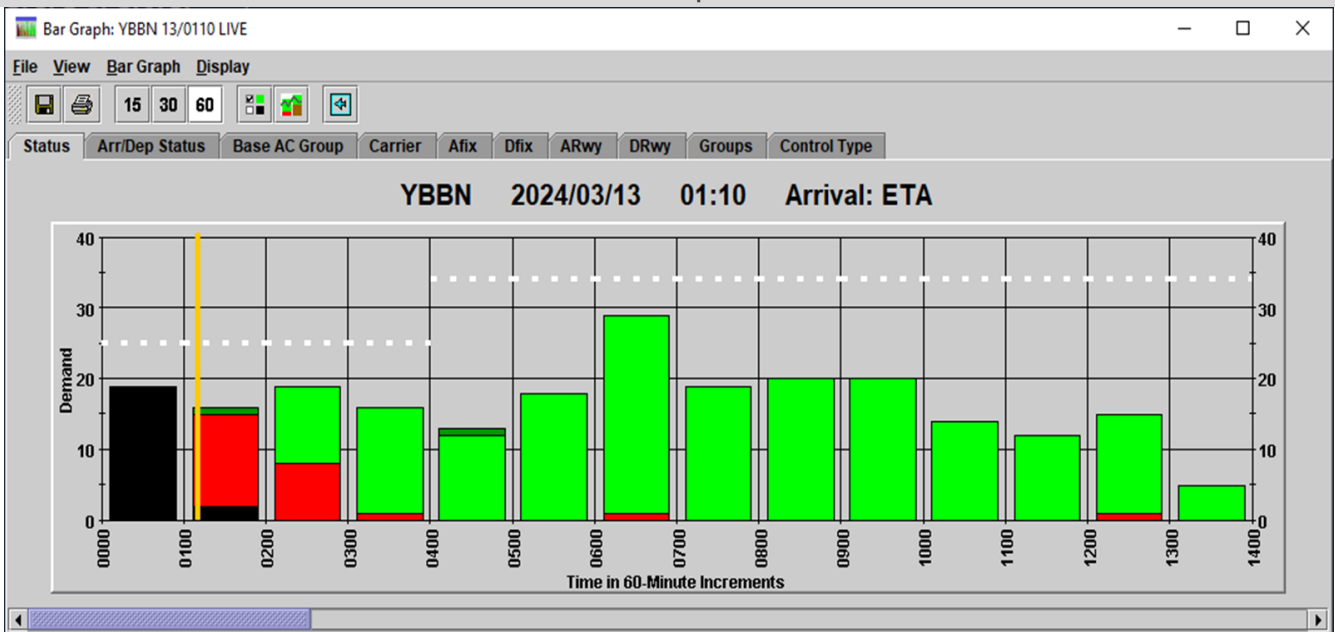 Bar Graph: YBBN 13/0110 LIVE
File View Bar Graph Display
15 30 60
Status Arr/Dep Status Base AC Group Carrier Afix Dfix ARwy DRwy Groups Control Type
YBBN 2024/03/13 01:10 Arrival: ETA
40 40
30 30
20 20
10 10
0 0
Demand
0000 0100 0200 0300 0400 0500 0600 0700 0800 0900 1000 1100 1200 1300 1400
Time in 60-Minute Increments